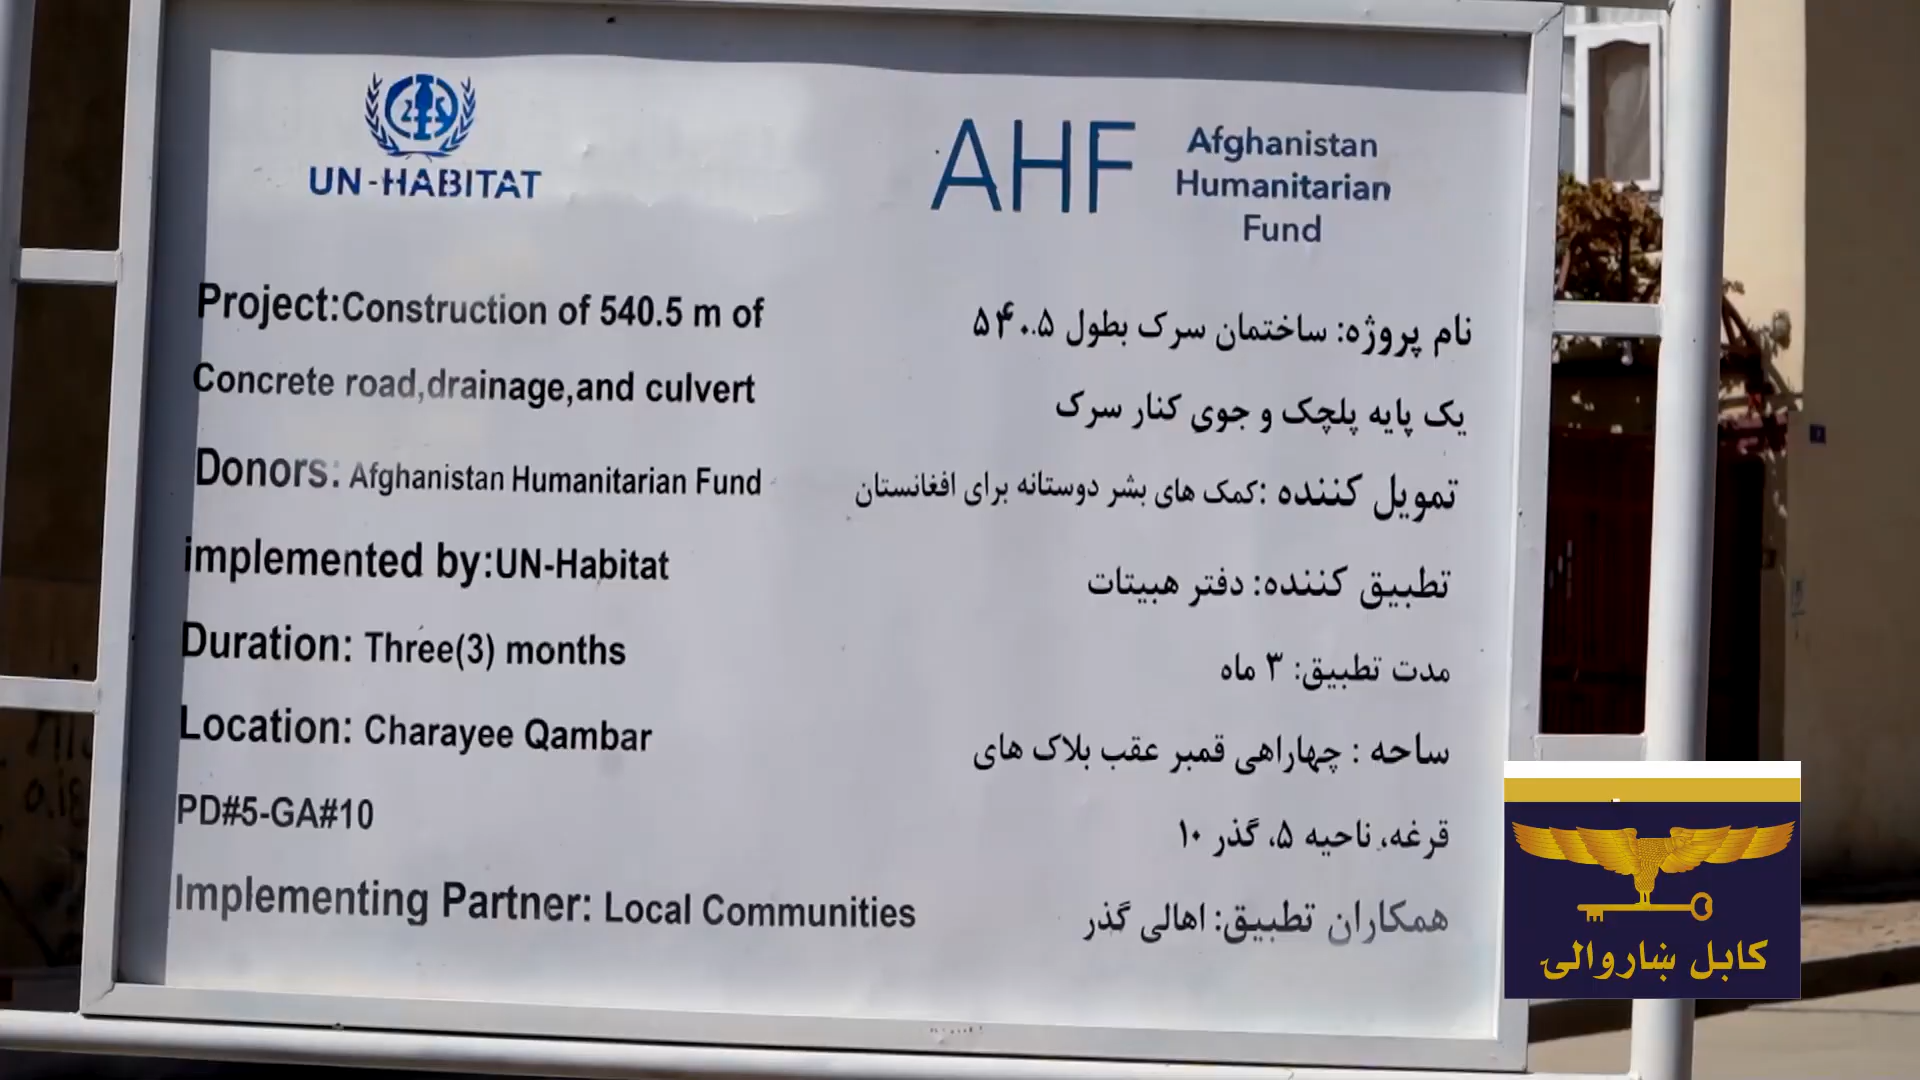 UN-HABITAT
AHF
Afghanistan
Humanitarian
Fund
Project:Construction of 540.5 m of
Concrete road,drainage,and culvert
Donors: Afghanistan Humanitarian Fund
implemented by:UN-Habitat
Duration: Three(3) months
Location: Charayee Qambar
PD#5-GA#10
Implementing Partner: Local Communities
نام پروژه: ساختمان سرک بطول ۵۴۰.۵
یک پایه پلچک و جوی کنار سرک
تمویل کننده :کمک های بشر دوستانه برای افغانستان
تطبیق کننده: دفتر هبیتات
مدت تطبیق: ۳ ماه
ساحه : چهاراهی قمبر عقب بلاک های
قرغه، ناحیه ۵، گذر ۱۰
همکاران تطبیق: اهالی گذر
کابل ښاروالی